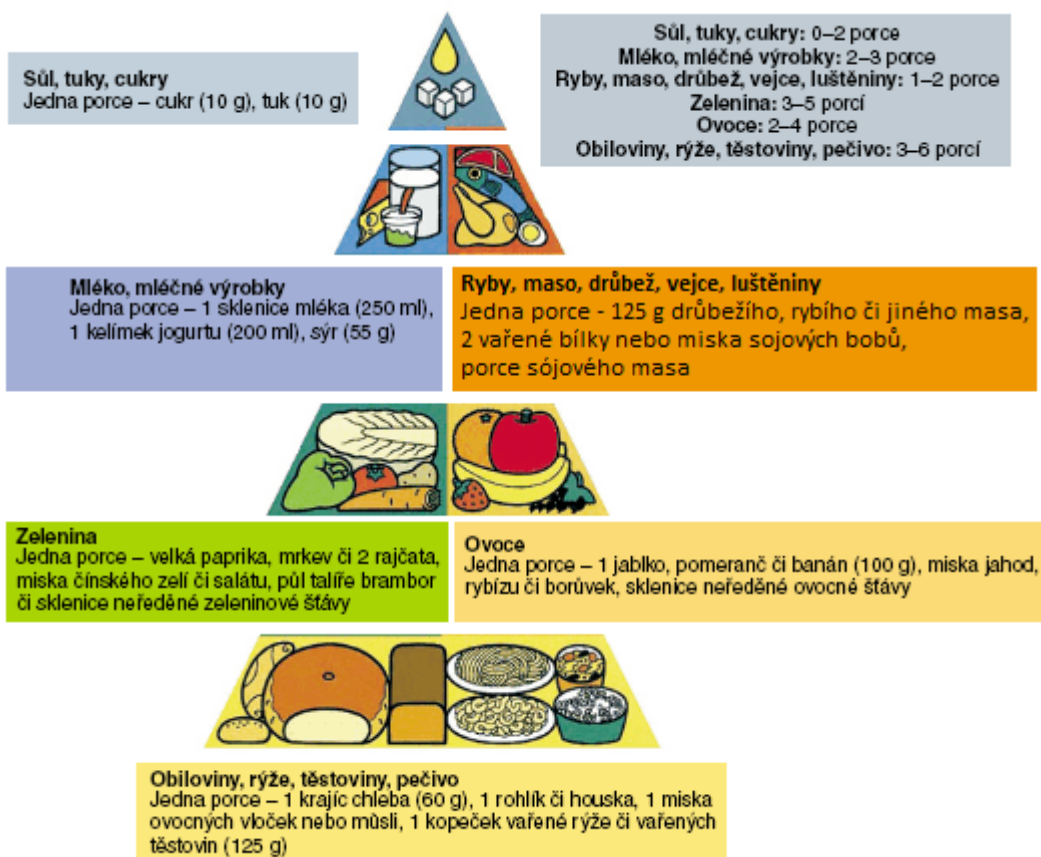 Sůl, tuky, cukry
Jedna porce – cukr (10 g), tuk (10 g)
Sůl, tuky, cukry: 0–2 porce
Mléko, mléčné výrobky: 2–3 porce
Ryby, maso, drůbež, vejce, luštěniny: 1–2 porce
Zelenina: 3–5 porcí
Ovoce: 2–4 porce
Obiloviny, rýže, těstoviny, pečivo: 3–6 porcí
Mléko, mléčné výrobky
Jedna porce – 1 sklenice mléka (250 ml),
1 kelímek jogurtu (200 ml), sýr (55 g)
Ryby, maso, drůbež, vejce, luštěniny
Jedna porce - 125 g drůbežího, rybího či jiného masa,
2 vařené bílky nebo miska sojových bobů,
porce sójového masa
Zelenina
Jedna porce – velká paprika, mrkev či 2 rajčata,
miska čínského zelí či salátu, půl talíře brambor
či sklenice neředěné zeleninové šťávy
Ovoce
Jedna porce – 1 jablko, pomeranč či banán (100 g), miska jahod,
rybízu či borůvek, sklenice neředěné ovocné šťávy
Obiloviny, rýže, těstoviny, pečivo
Jedna porce – 1 krajíc chleba (60 g), 1 rohlík či houska, 1 miska
ovocných vloček nebo műsli, 1 kopeček vařené rýže či vařených
těstovin (125 g)